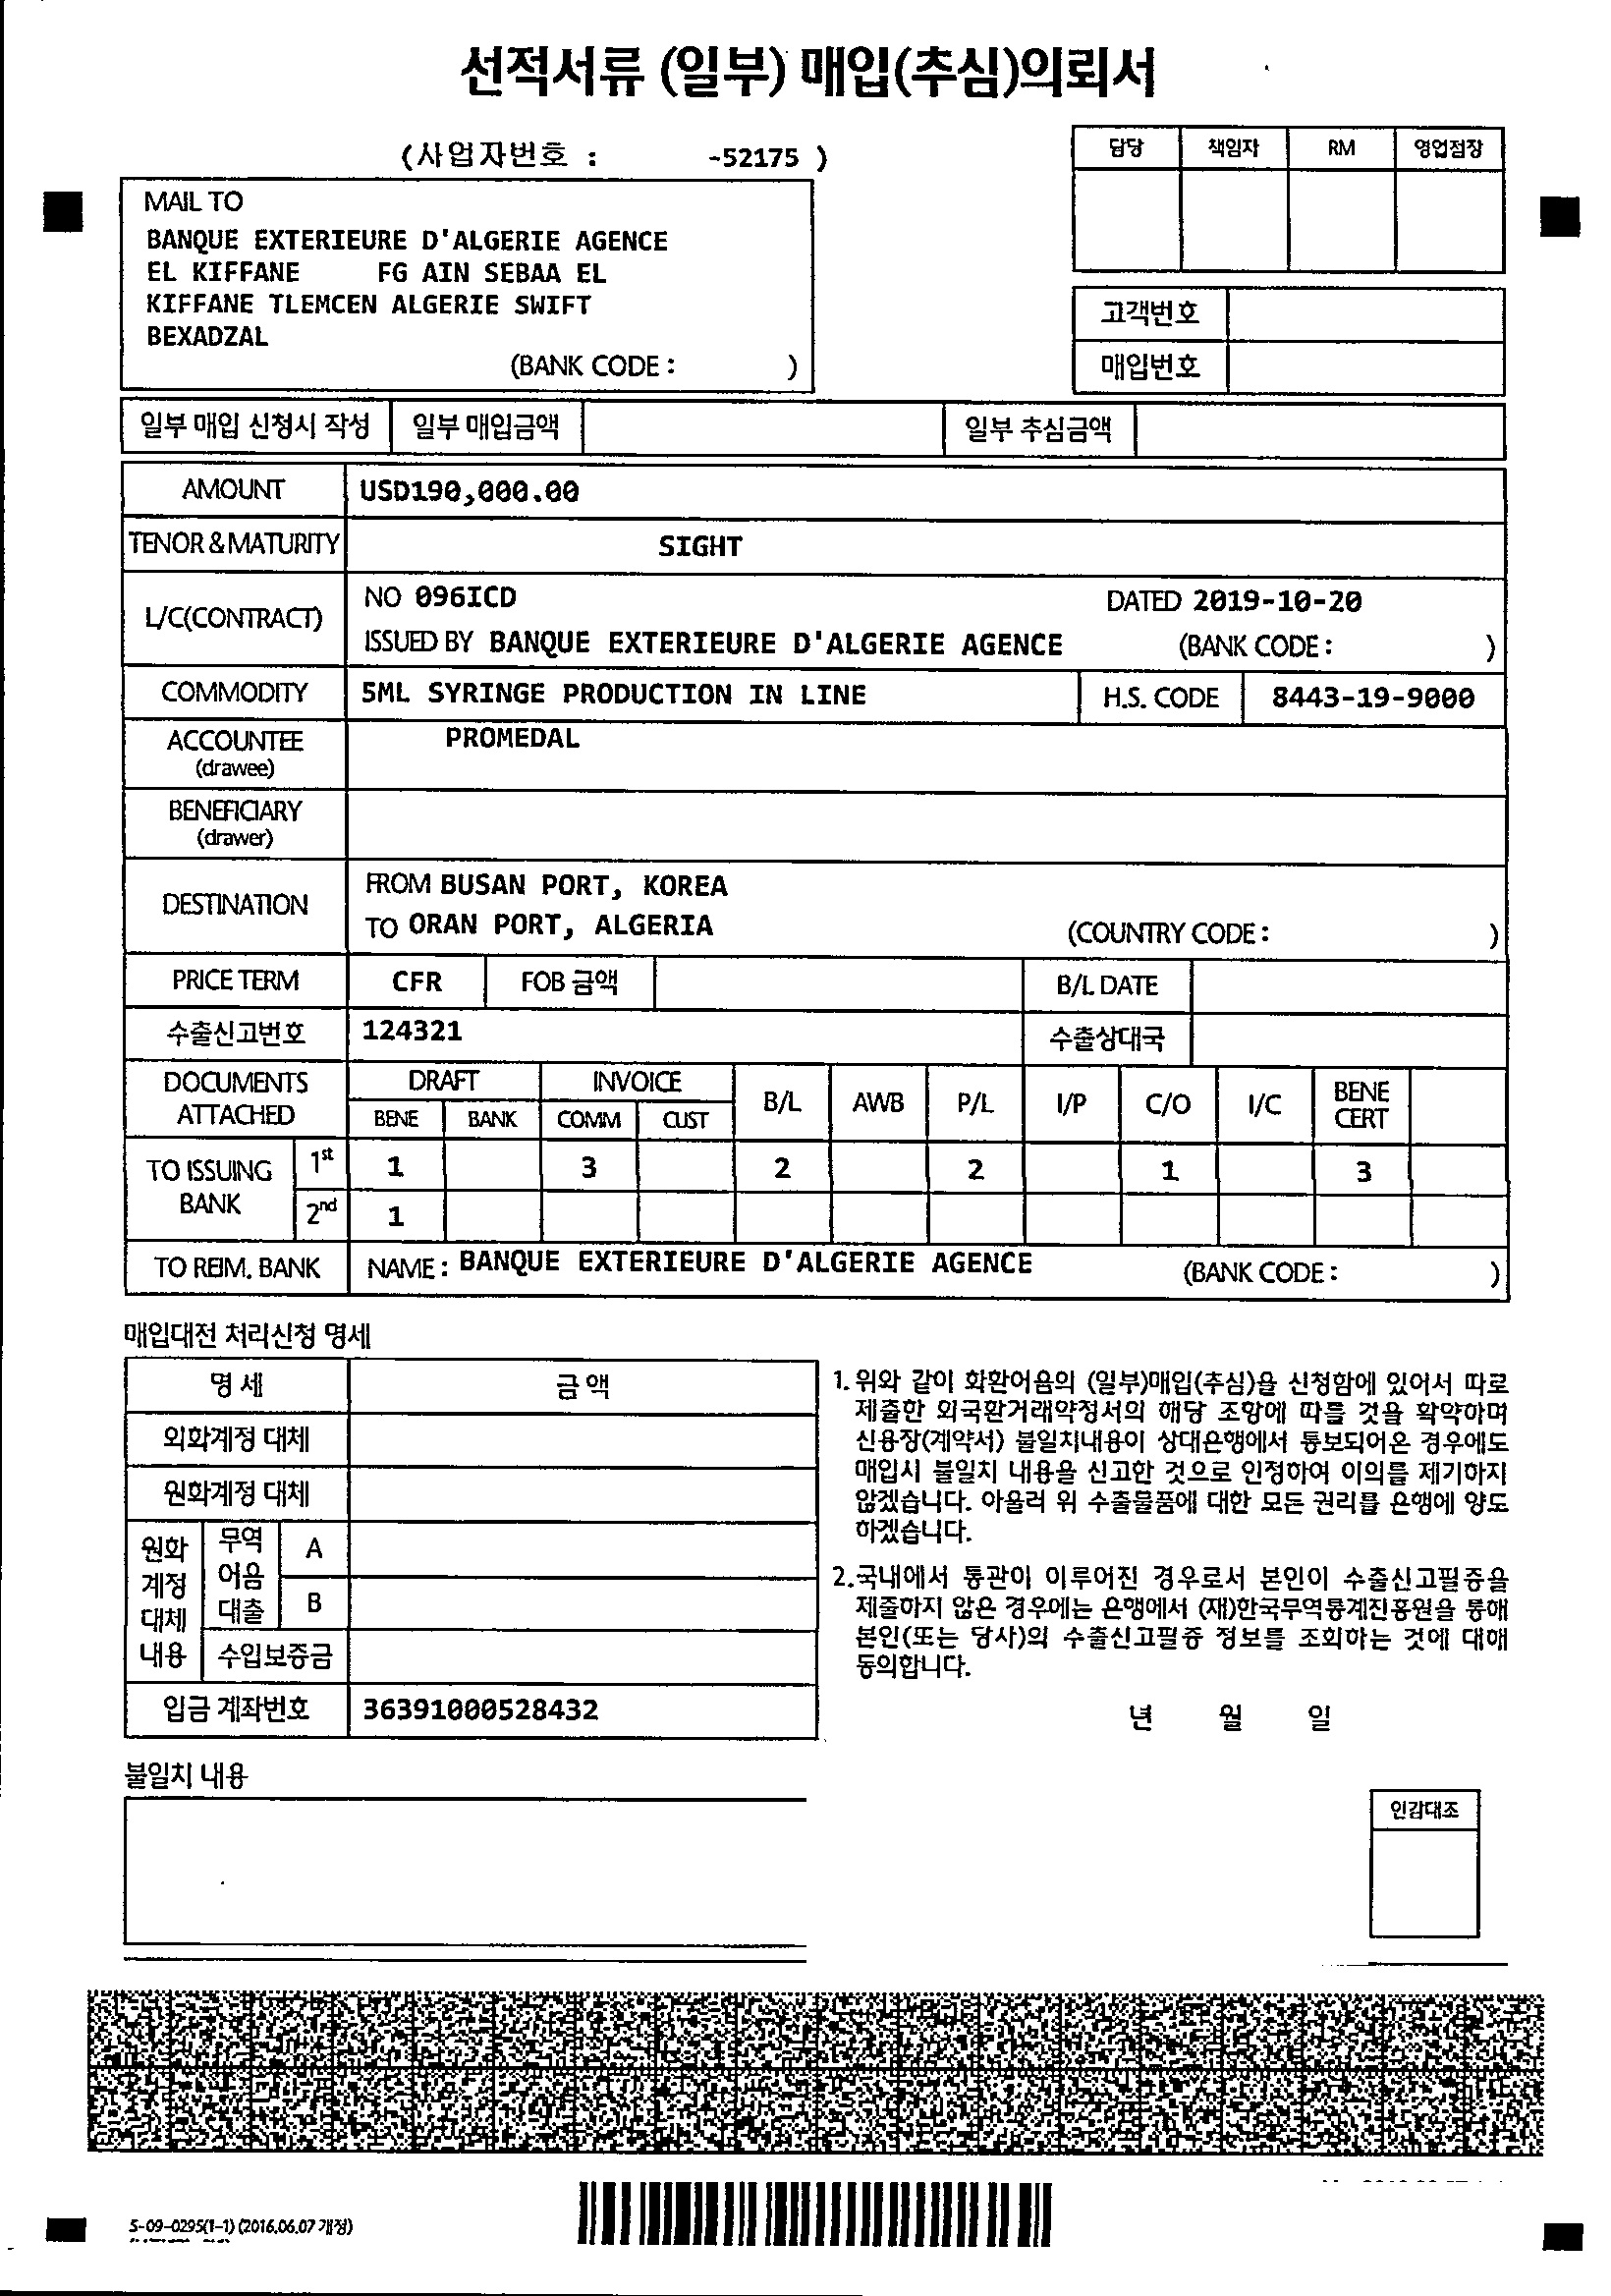 선적서류 (일부) 매입(추심)의뢰서
(사업자번호 : -52175 )
담당 책임자 RM 영업점장
MAIL TO
BANQUE EXTERIEURE D'ALGERIE AGENCE
EL KIFFANE FG AIN SEBAA EL
KIFFANE TLEMCEN ALGERIE SWIFT
BEXADZAL
(BANK CODE : )
고객번호
매입번호
일부 매입 신청시 작성 일부 매입금액 일부 추심금액
AMOUNT USD190,000.00
TENOR & MATURITY SIGHT
L/C(CONTRACT)
NO 096ICD DATED 2019-10-20
ISSUED BY BANQUE EXTERIEURE D'ALGERIE AGENCE (BANK CODE : )
COMMODITY 5ML SYRINGE PRODUCTION IN LINE H.S. CODE 8443-19-9000
ACCOUNTEE PROMEDAL
(drawee)
BENEFICIARY
(drawer)
DESTINATION
FROM BUSAN PORT, KOREA
TO ORAN PORT, ALGERIA (COUNTRY CODE : )
PRICE TERM CFR FOB 금액 B/L DATE
수출신고번호 124321 수출상대국
DOCUMENTS ATTACHED
DRAFT INVOICE B/L AWB P/L I/P C/O I/C BENE CERT
BENE BANK COMM CUST
TO ISSUING BANK
1st 1 3 2 2 1 3
2nd 1
TO REIM. BANK NAME : BANQUE EXTERIEURE D'ALGERIE AGENCE (BANK CODE : )
매입대전 처리신청 명세
명 세 금 액
외화계정 대체
원화계정 대체
원화 계정 대체 내용
무역 어음 대출
A
B
수입보증금
입금 계좌번호 36391000528432
1. 위와 같이 화환어음의 (일부)매입(추심)을 신청함에 있어서 따로
제출한 외국환거래약정서의 해당 조항에 따를 것을 확약하며
신용장(계약서) 불일치내용이 상대은행에서 통보되어온 경우에도
매입시 불일치 내용을 신고한 것으로 인정하여 이의를 제기하지
않겠습니다. 아울러 위 수출물품에 대한 모든 권리를 은행에 양도
하겠습니다.
2.국내에서 통관이 이루어진 경우로서 본인이 수출신고필증을
제출하지 않은 경우에는 은행에서 (재)한국무역통계진흥원을 통해
본인(또는 당사)의 수출신고필증 정보를 조회하는 것에 대해
동의합니다.
년 월 일
불일치 내용
인감대조
5-09-0295(1-1) (2016.06.07 개정)